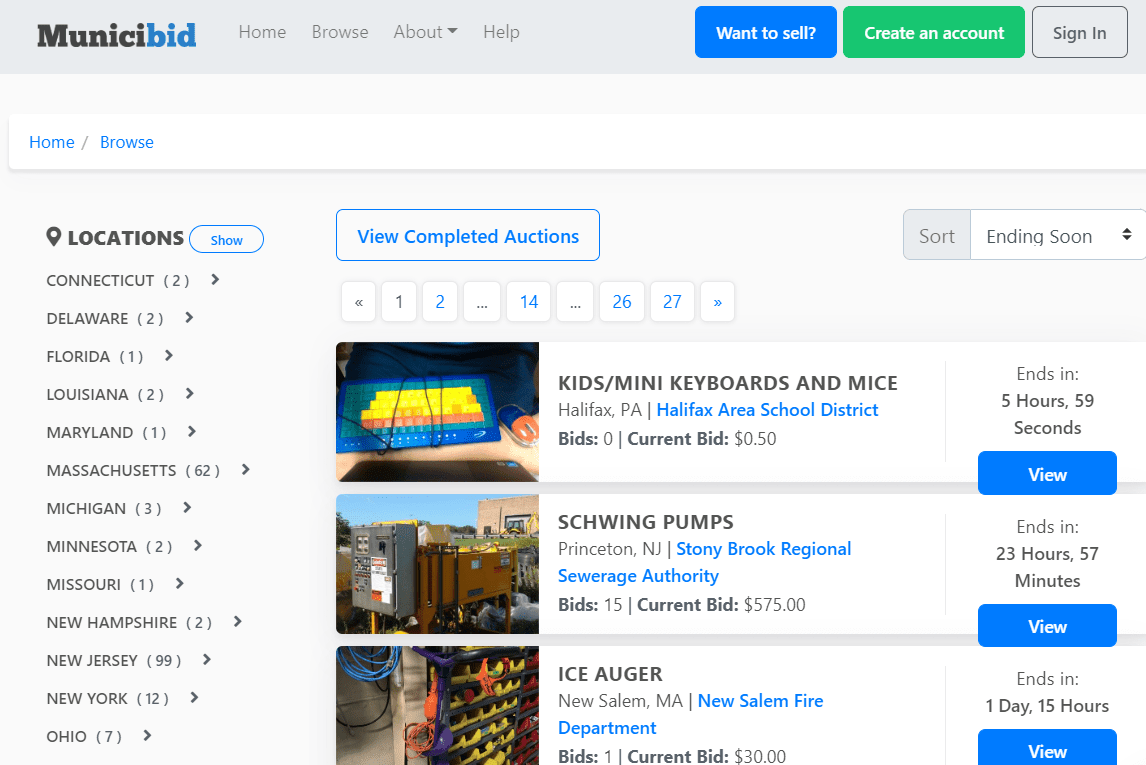 Municibid
Home
Browse
About
Help
Want to sell?
Create an account
Sign In
Home / Browse
LOCATIONS Show
CONNECTICUT ( 2 )
DELAWARE ( 2 )
FLORIDA ( 1 )
LOUISIANA ( 2 )
MARYLAND ( 1 )
MASSACHUSETTS ( 62 )
MICHIGAN ( 3 )
MINNESOTA ( 2 )
MISSOURI ( 1 )
NEW HAMPSHIRE ( 2 )
NEW JERSEY ( 99 )
NEW YORK ( 12 )
OHIO ( 7 )
View Completed Auctions
Sort Ending Soon
« 1 2 ... 14 ... 26 27 »
KIDS/MINI KEYBOARDS AND MICE
Halifax, PA | Halifax Area School District
Bids: 0 | Current Bid: $0.50
Ends in:
5 Hours, 59
Seconds
View
SCHWING PUMPS
Princeton, NJ | Stony Brook Regional
Sewerage Authority
Bids: 15 | Current Bid: $575.00
Ends in:
23 Hours, 57
Minutes
View
ICE AUGER
New Salem, MA | New Salem Fire
Department
Bids: 1 | Current Bid: $30.00
Ends in:
1 Day, 15 Hours
View